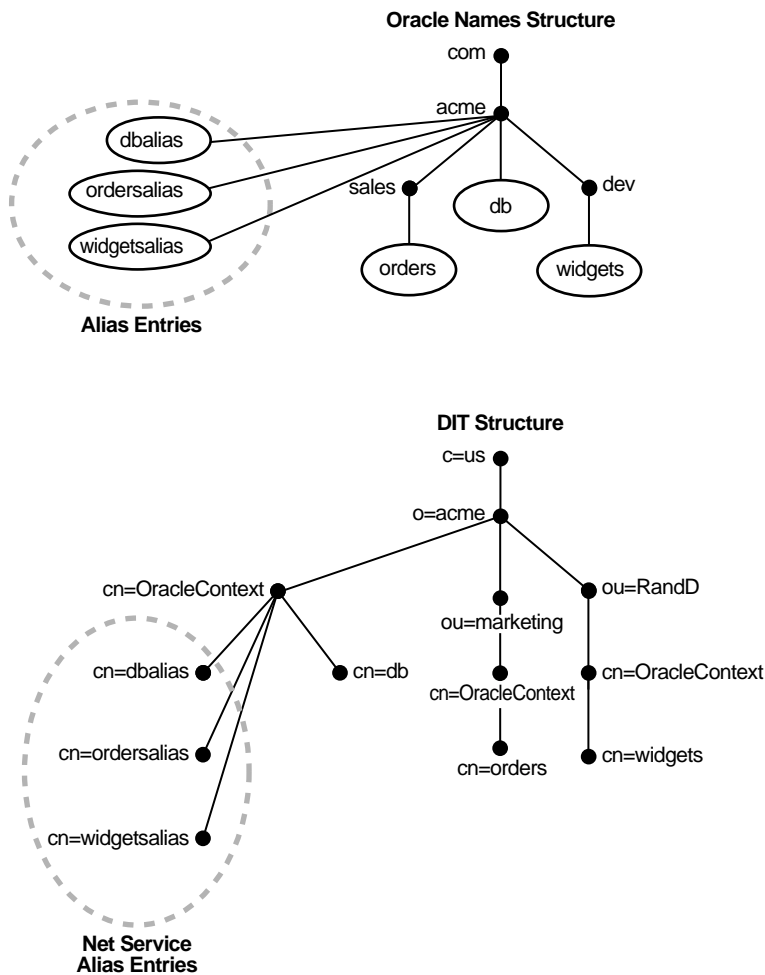 Oracle Names Structure
com
acme
dbalias
ordersalias
sales
dev
db
widgetsalias
orders
widgets
Alias Entries
DIT Structure
c=us
o=acme
cn=OracleContext
ou=RandD
ou=marketing
cn=dbalias
cn=db
cn=OracleContext
cn=OracleContext
cn=ordersalias
cn=orders
cn=widgets
cn=widgetsalias
Net Service
Alias Entries